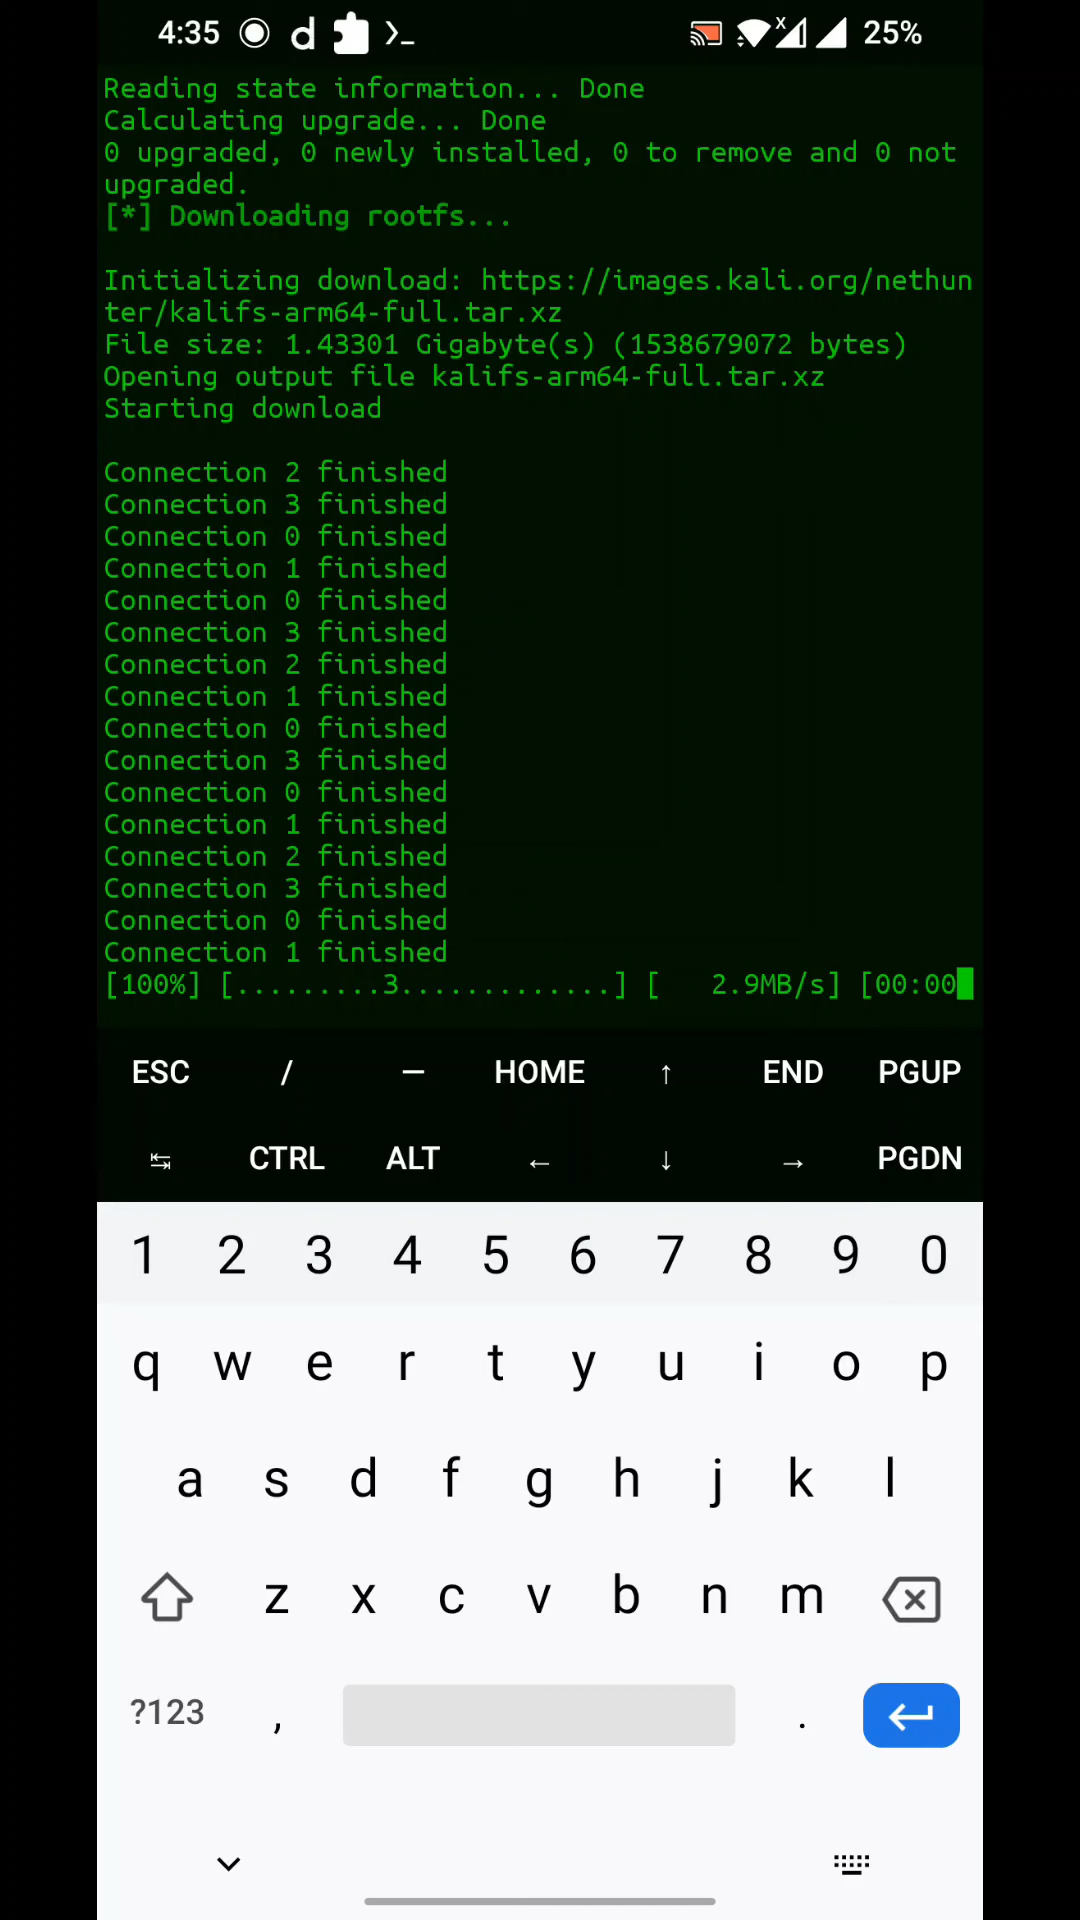 4:35 25%
Reading state information... Done
Calculating upgrade... Done
0 upgraded, 0 newly installed, 0 to remove and 0 not
upgraded.
[*] Downloading rootfs...
Initializing download: https://images.kali.org/nethun
ter/kalifs-arm64-full.tar.xz
File size: 1.43301 Gigabyte(s) (1538679072 bytes)
Opening output file kalifs-arm64-full.tar.xz
Starting download
Connection 2 finished
Connection 3 finished
Connection 0 finished
Connection 1 finished
Connection 0 finished
Connection 3 finished
Connection 2 finished
Connection 1 finished
Connection 0 finished
Connection 3 finished
Connection 0 finished
Connection 1 finished
Connection 2 finished
Connection 3 finished
Connection 0 finished
Connection 1 finished
[100%] [.........3.............] [   2.9MB/s] [00:00
ESC / — HOME ↑ END PGUP
↹ CTRL ALT ← ↓ → PGDN
1 2 3 4 5 6 7 8 9 0
q w e r t y u i o p
a s d f g h j k l
z x c v b n m
?123 , .